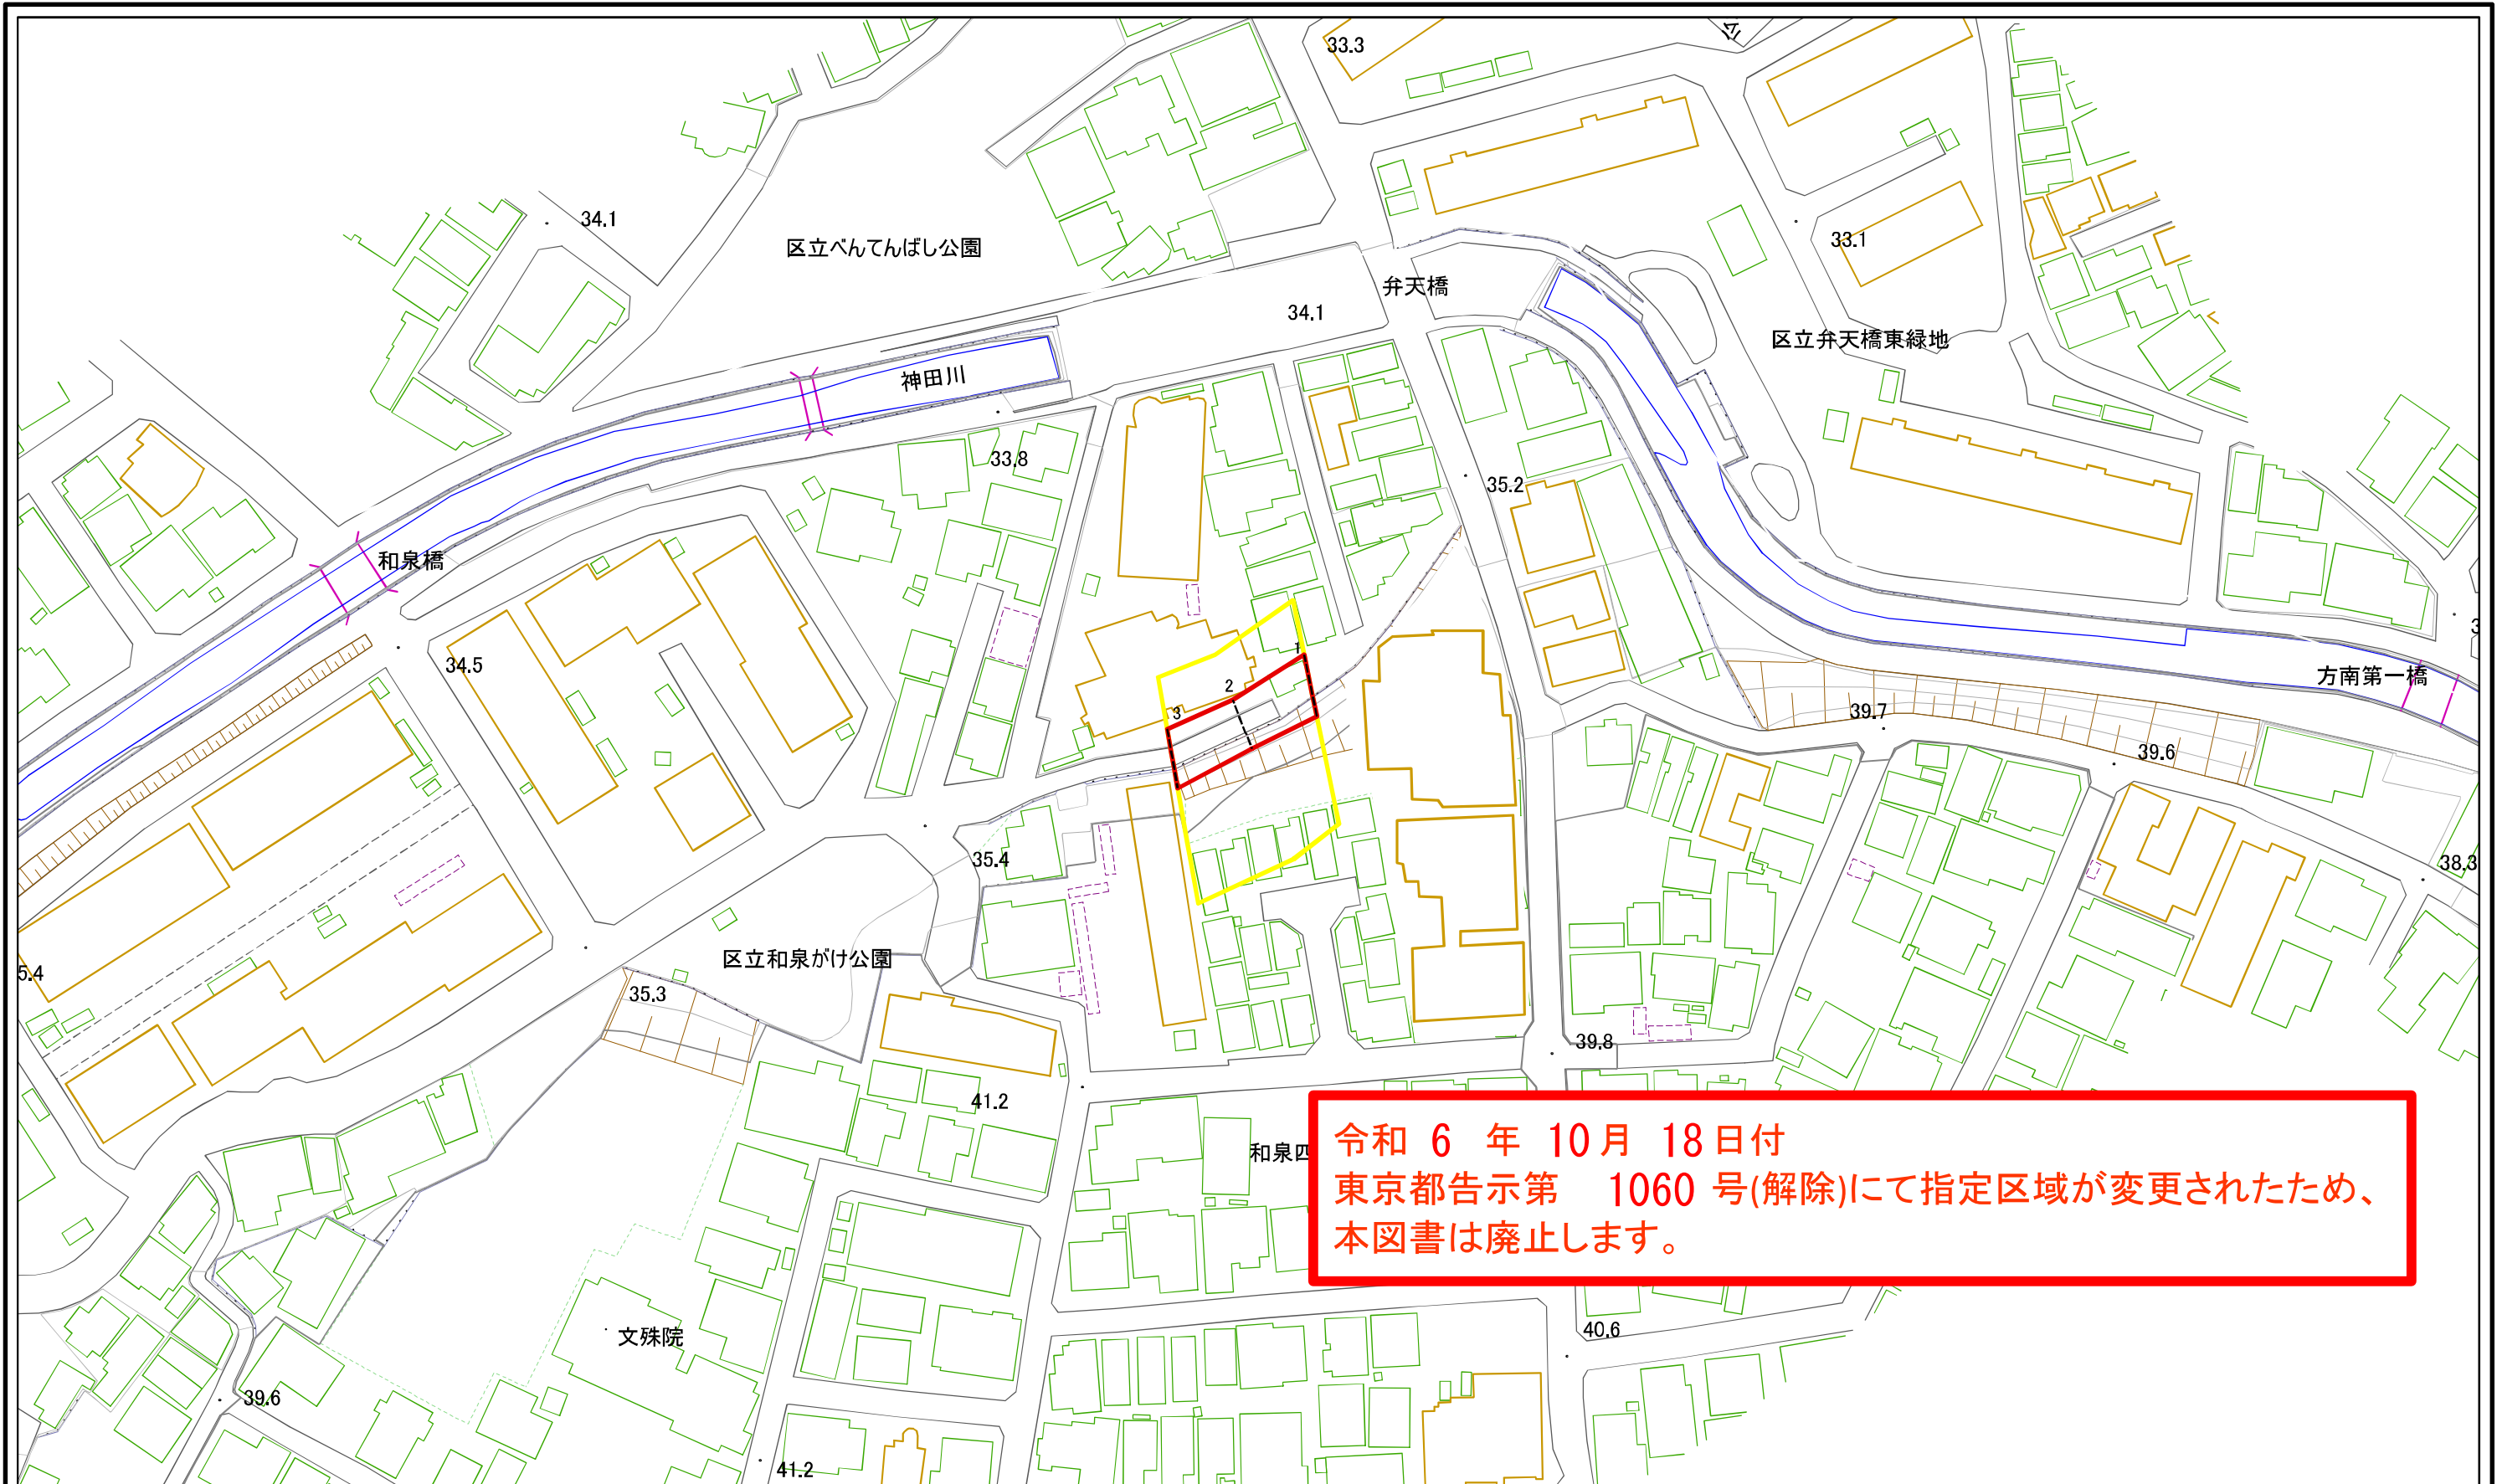 33.3
公
34.1
区立べんてんばし公園
33.1
弁天橋
34.1
区立弁天橋東緑地
神田川
33.8
35.2
和泉橋
34.5
1
2
3
方南第一橋
39.7
39.6
35.4
38.3
区立和泉がけ公園
5.4
35.3
39.8
41.2
和泉四
令和 6 年 10月 18日付
東京都告示第 1060 号(解除)にて指定区域が変更されたため、
本図書は廃止します。
文殊院
40.6
39.6
41.2